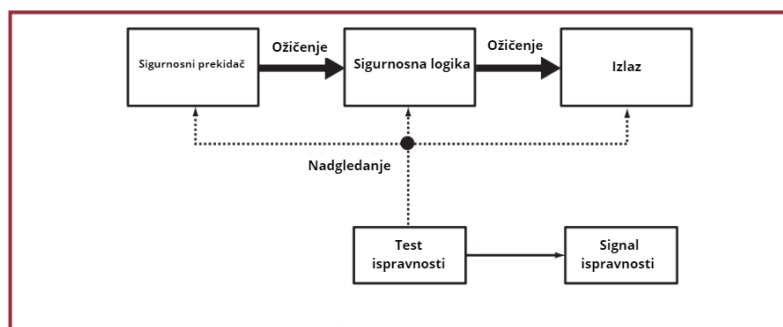 Ožičenje
Ožičenje
Sigurnosni prekidač
Sigurnosna logika
Izlaz
Nadgledanje
Test
ispravnosti
Signal
ispravnosti